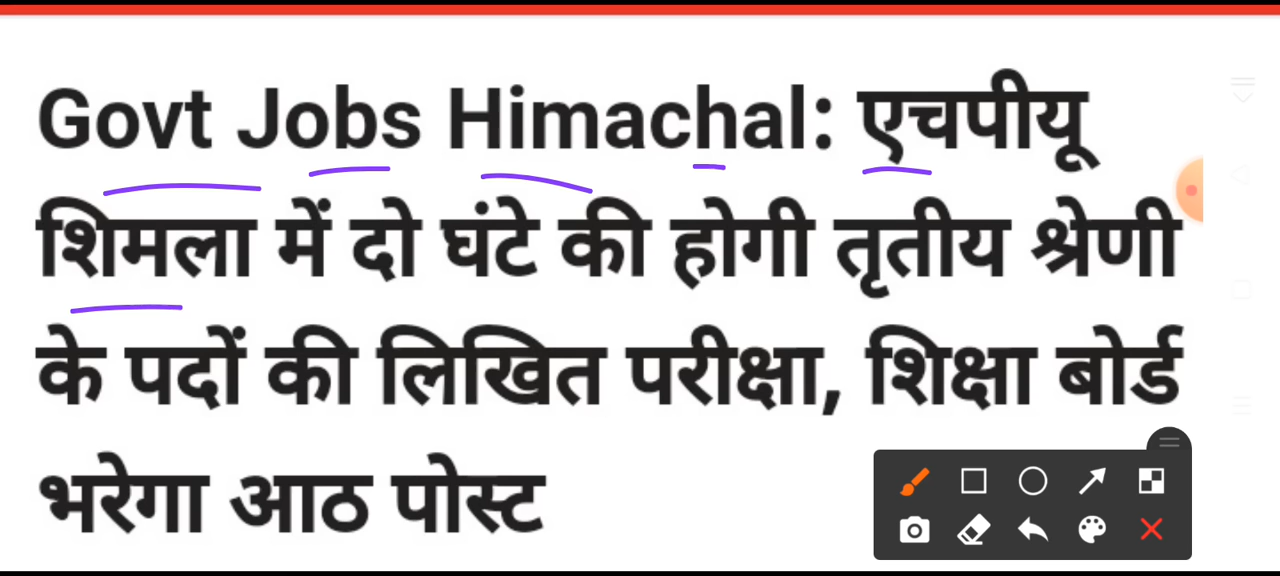 Govt Jobs Himachal: एचपीयू
शिमला में दो घंटे की होगी तृतीय श्रेणी
के पदों की लिखित परीक्षा, शिक्षा बोर्ड
भरेगा आठ पोस्ट